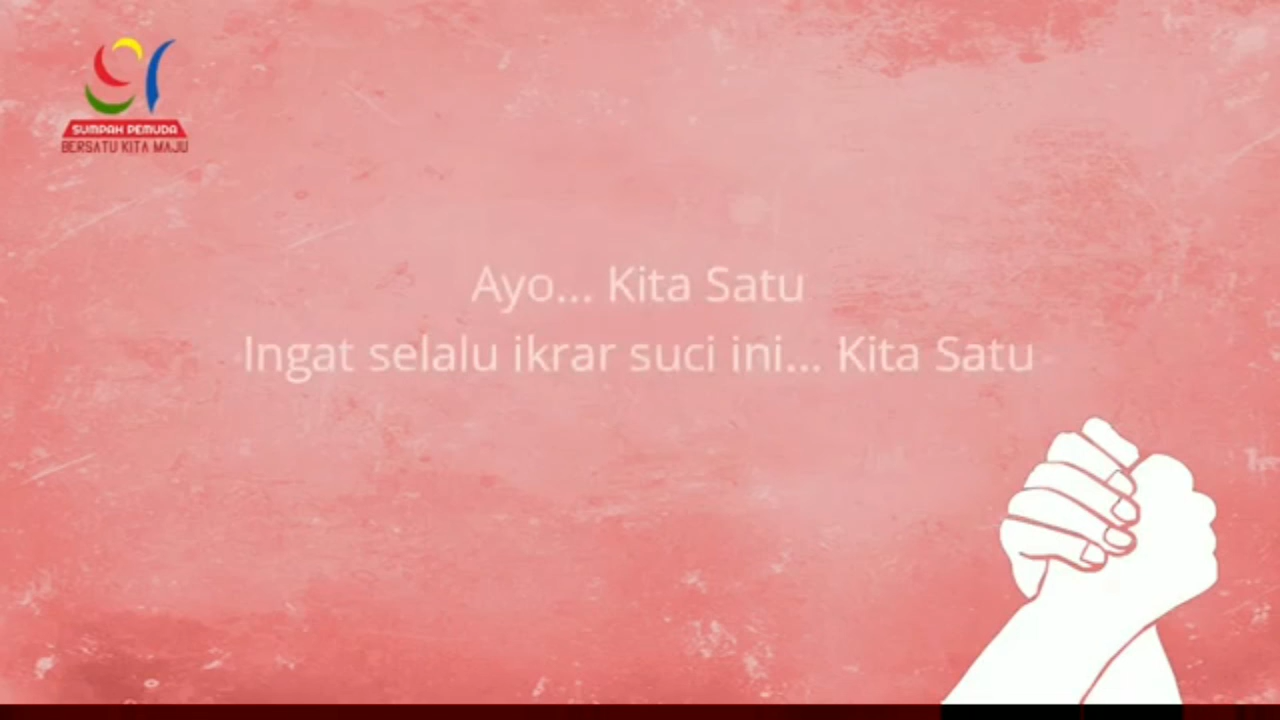 SUMPAH PEMUDA
BERSATU KITA MAJU
Ayo... Kita Satu
Ingat selalu ikrar suci ini... Kita Satu